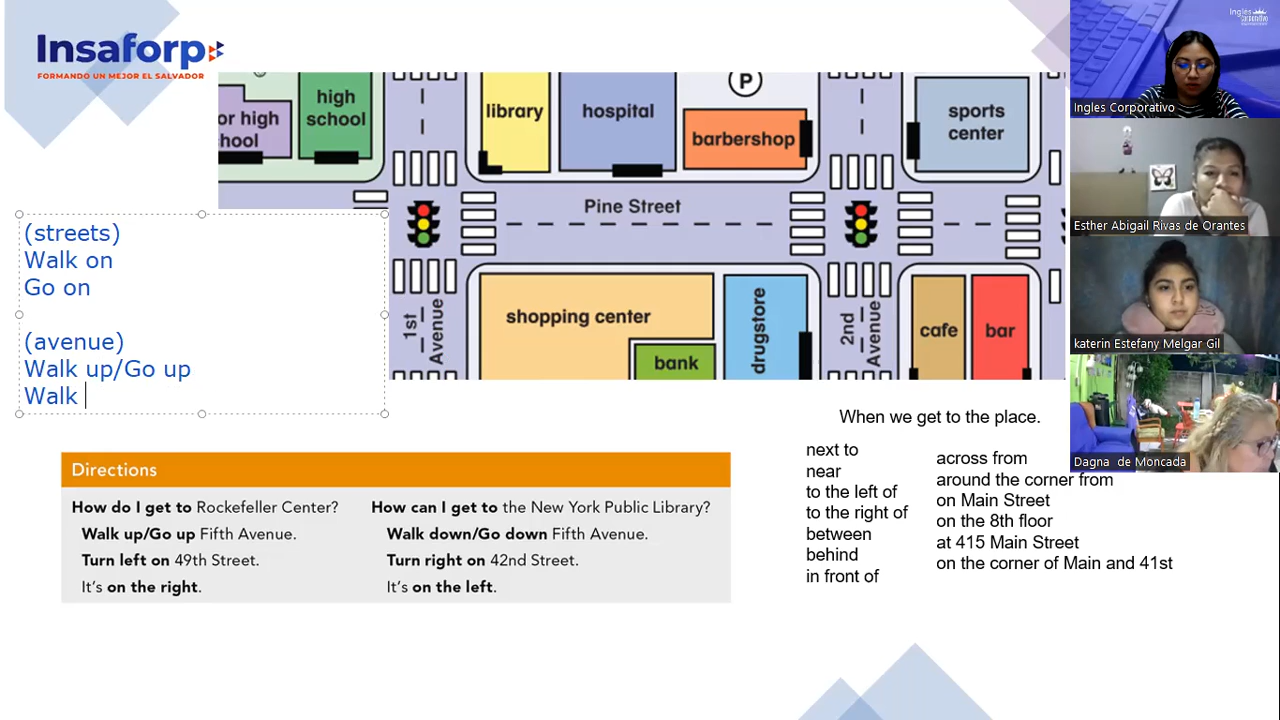 Insaforp
FORMANDO UN MEJOR EL SALVADOR
or high
hool
high
school
library
hospital
P
barbershop
sports
center
Pine Street
1st
Avenue
2nd
Avenue
shopping center
bank
drugstore
cafe
bar
(streets)
Walk on
Go on
(avenue)
Walk up/Go up
Walk
Directions
How do I get to Rockefeller Center?
Walk up/Go up Fifth Avenue.
Turn left on 49th Street.
It's on the right.
How can I get to the New York Public Library?
Walk down/Go down Fifth Avenue.
Turn right on 42nd Street.
It's on the left.
When we get to the place.
next to
near
to the left of
to the right of
between
behind
in front of
across from
around the corner from
on Main Street
on the 8th floor
at 415 Main Street
on the corner of Main and 41st
Ingles
Corporativo
Ingles Corporativo
Esther Abigail Rivas de Orantes
katerin Estefany Melgar Gil
Dagna de Moncada